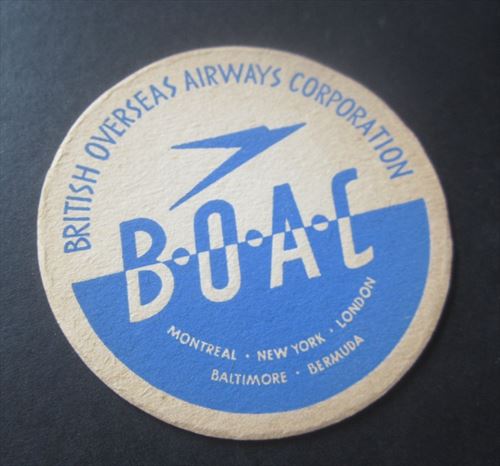 BRITISH OVERSEAS AIRWAYS CORPORATION
B·O·A·C
MONTREAL · NEW YORK · LONDON
BALTIMORE · BERMUDA